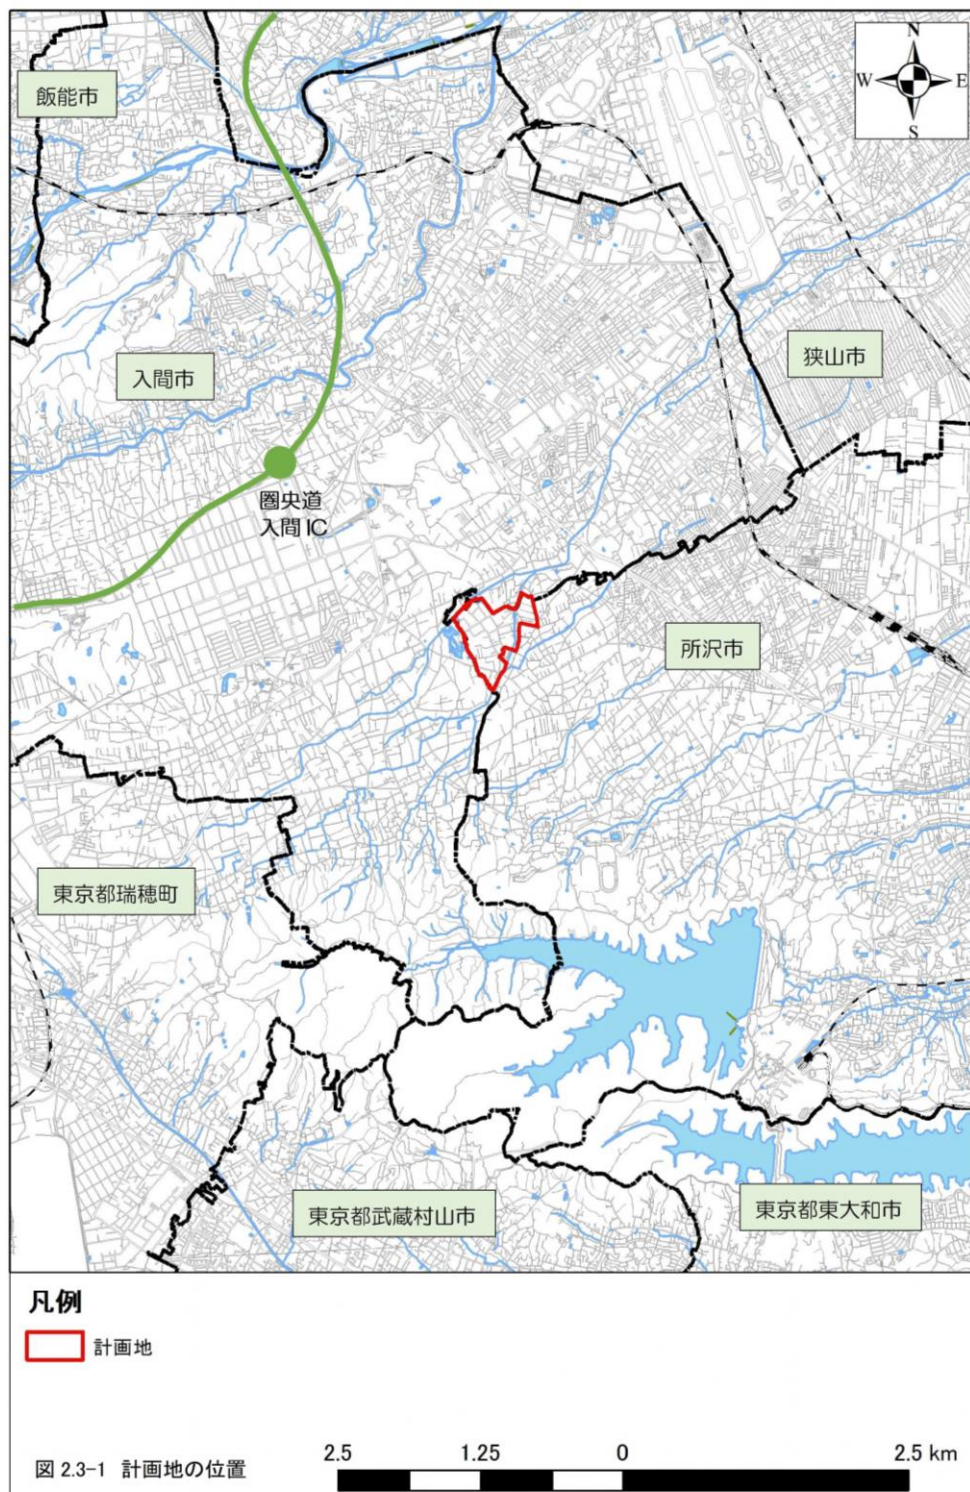 N
W E
S
飯能市
入間市
狭山市
圏央道
入間 IC
所沢市
東京都瑞穂町
東京都武蔵村山市
東京都東大和市
凡例
計画地
図 2.3-1 計画地の位置
2.5 1.25 0 2.5 km